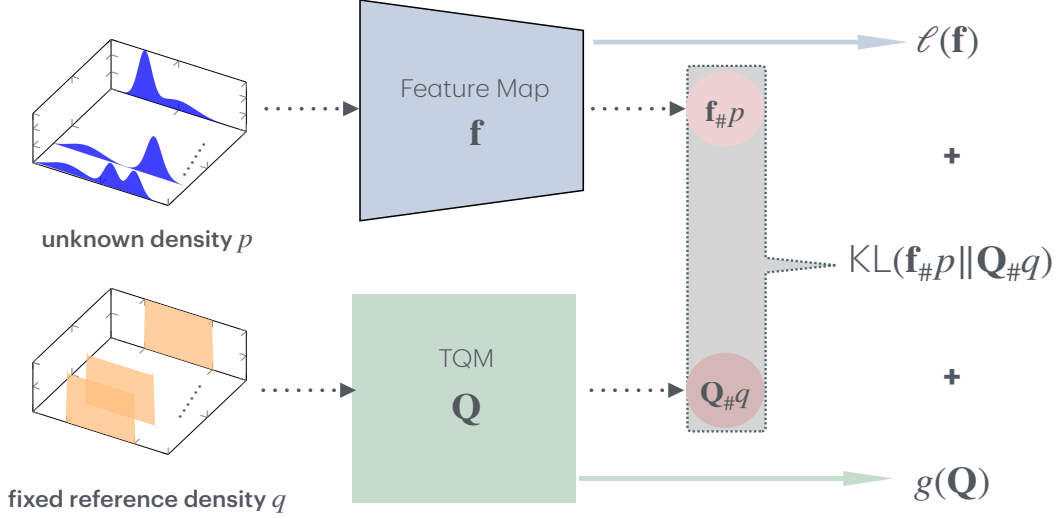 ℓ(f)
Feature Map
f
f#p
+
unknown density p
KL(f#p‖Q#q)
TQM
Q
Q#q
+
g(Q)
fixed reference density q